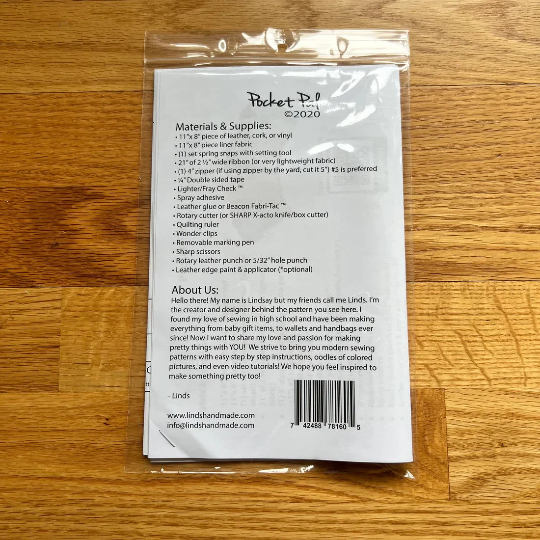 Pocket Pal
©2020
Materials & Supplies:
• 11"x 8" piece of leather, cork, or vinyl
• 11"x 8" piece liner fabric
• (1) set spring snaps with setting tool
• 21" of 2 ½" wide ribbon (or very lightweight fabric)
• (1) 4" zipper (if using zipper by the yard, cut it 5") #3 is preferred
• ¼" Double sided tape
• Lighter/Fray Check ™
• Spray adhesive
• Leather glue or Beacon Fabri-Tac ™
• Rotary cutter (or SHARP X-acto knife/box cutter)
• Quilting ruler
• Wonder clips
• Removable marking pen
• Sharp scissors
• Rotary leather punch or 5/32" hole punch
• Leather edge paint & applicator (*optional)
About Us:
Hello there! My name is Lindsay but my friends call me Linds. I'm
the creator and designer behind the pattern you see here. I
found my love of sewing in high school and have been making
everything from baby gift items, to wallets and handbags ever
since! Now I want to share my love and passion for making
pretty things with YOU! We strive to bring you modern sewing
patterns with easy step by step instructions, oodles of colored
pictures, and even video tutorials! We hope you feel inspired to
make something pretty too!
- Linds
www.lindshandmade.com
info@lindshandmade.com
7 42488 78160 5